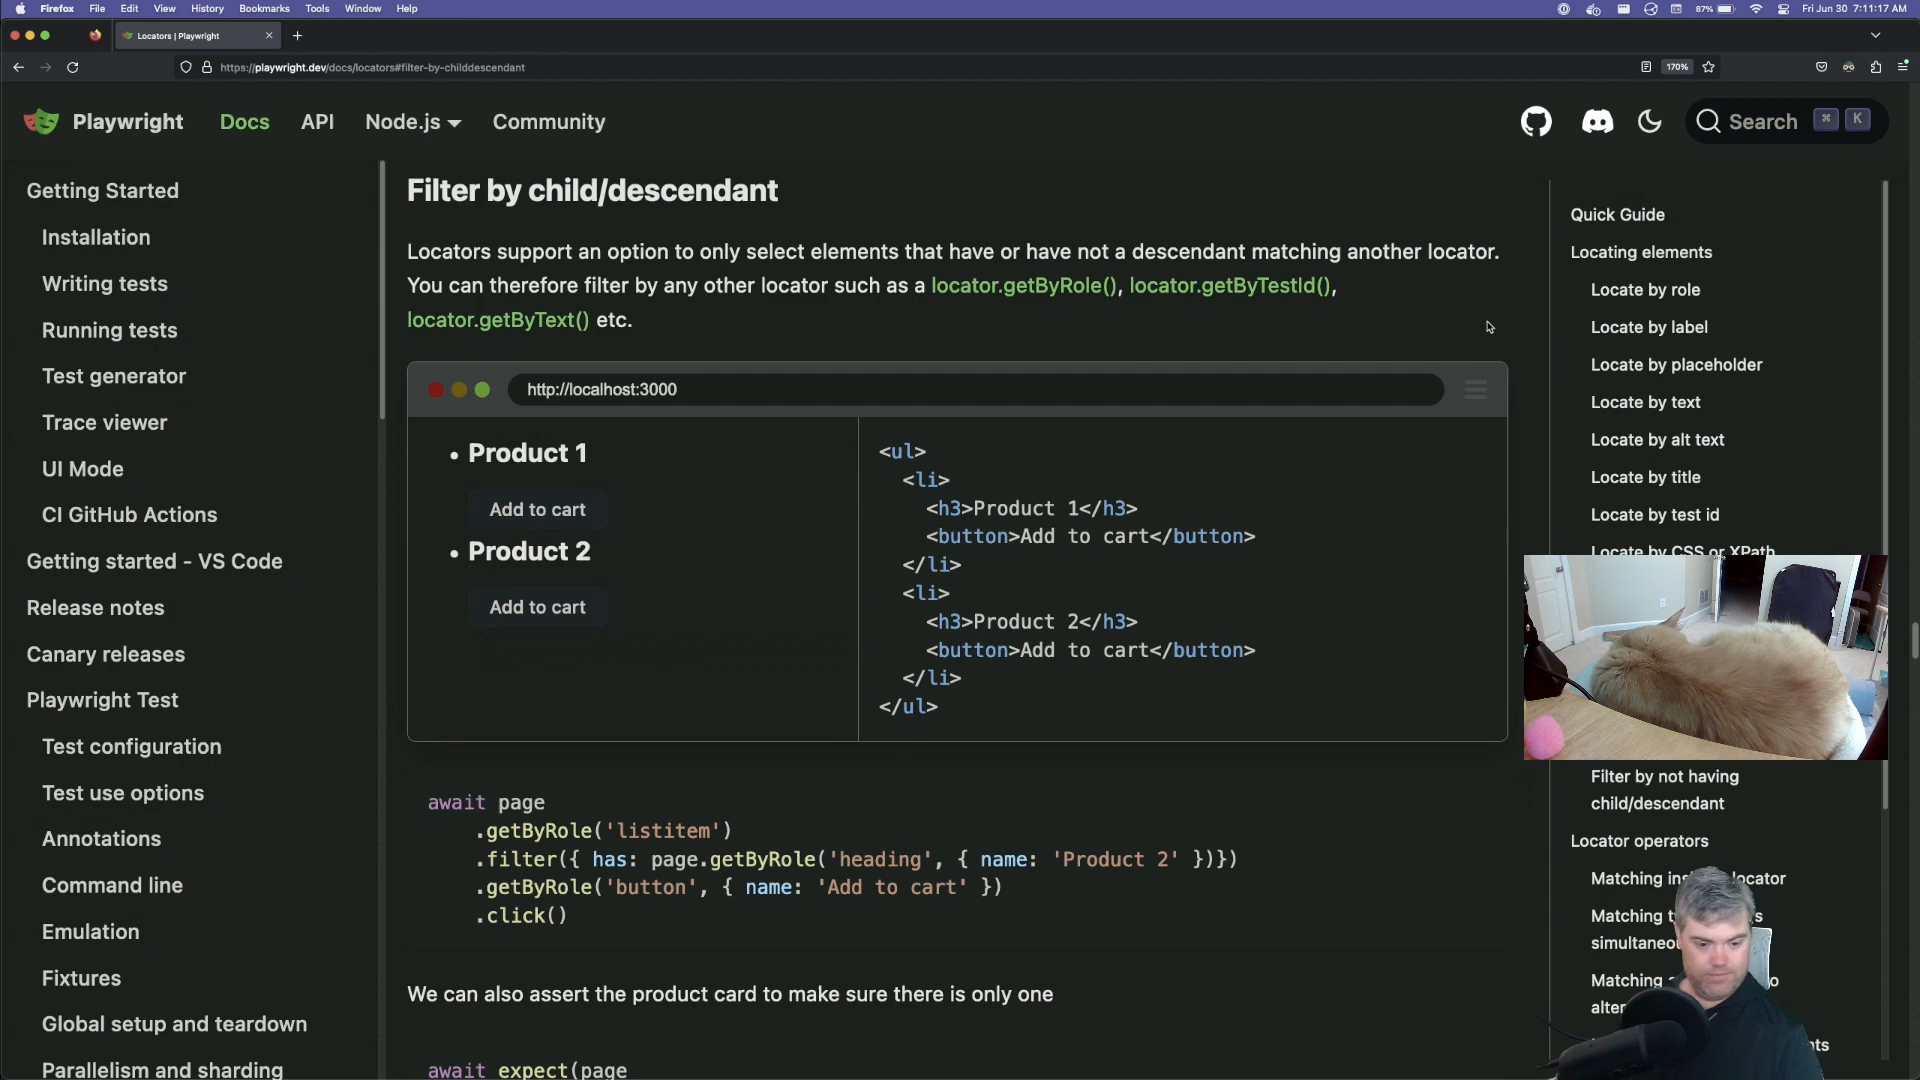 Firefox File Edit View History Bookmarks Tools Window Help
87% Fri Jun 30 7:11:17 AM
Locators | Playwright
https://playwright.dev/docs/locators#filter-by-childdescendant
170%
Playwright Docs API Node.js Community
Search ⌘ K
Getting Started
Installation
Writing tests
Running tests
Test generator
Trace viewer
UI Mode
CI GitHub Actions
Getting started - VS Code
Release notes
Canary releases
Playwright Test
Test configuration
Test use options
Annotations
Command line
Emulation
Fixtures
Global setup and teardown
Parallelism and sharding
Filter by child/descendant
Locators support an option to only select elements that have or have not a descendant matching another locator.
You can therefore filter by any other locator such as a locator.getByRole(), locator.getByTestId(),
locator.getByText() etc.
http://localhost:3000
• Product 1
Add to cart
• Product 2
Add to cart
<ul>
<li>
<h3>Product 1</h3>
<button>Add to cart</button>
</li>
<li>
<h3>Product 2</h3>
<button>Add to cart</button>
</li>
</ul>
await page
.getByRole('listitem')
.filter({ has: page.getByRole('heading', { name: 'Product 2' })})
.getByRole('button', { name: 'Add to cart' })
.click()
We can also assert the product card to make sure there is only one
await expect(page
Quick Guide
Locating elements
Locate by role
Locate by label
Locate by placeholder
Locate by text
Locate by alt text
Locate by title
Locate by test id
Locate by CSS or XPath
Filter by not having
child/descendant
Locator operators
Matching
Matching
Matching